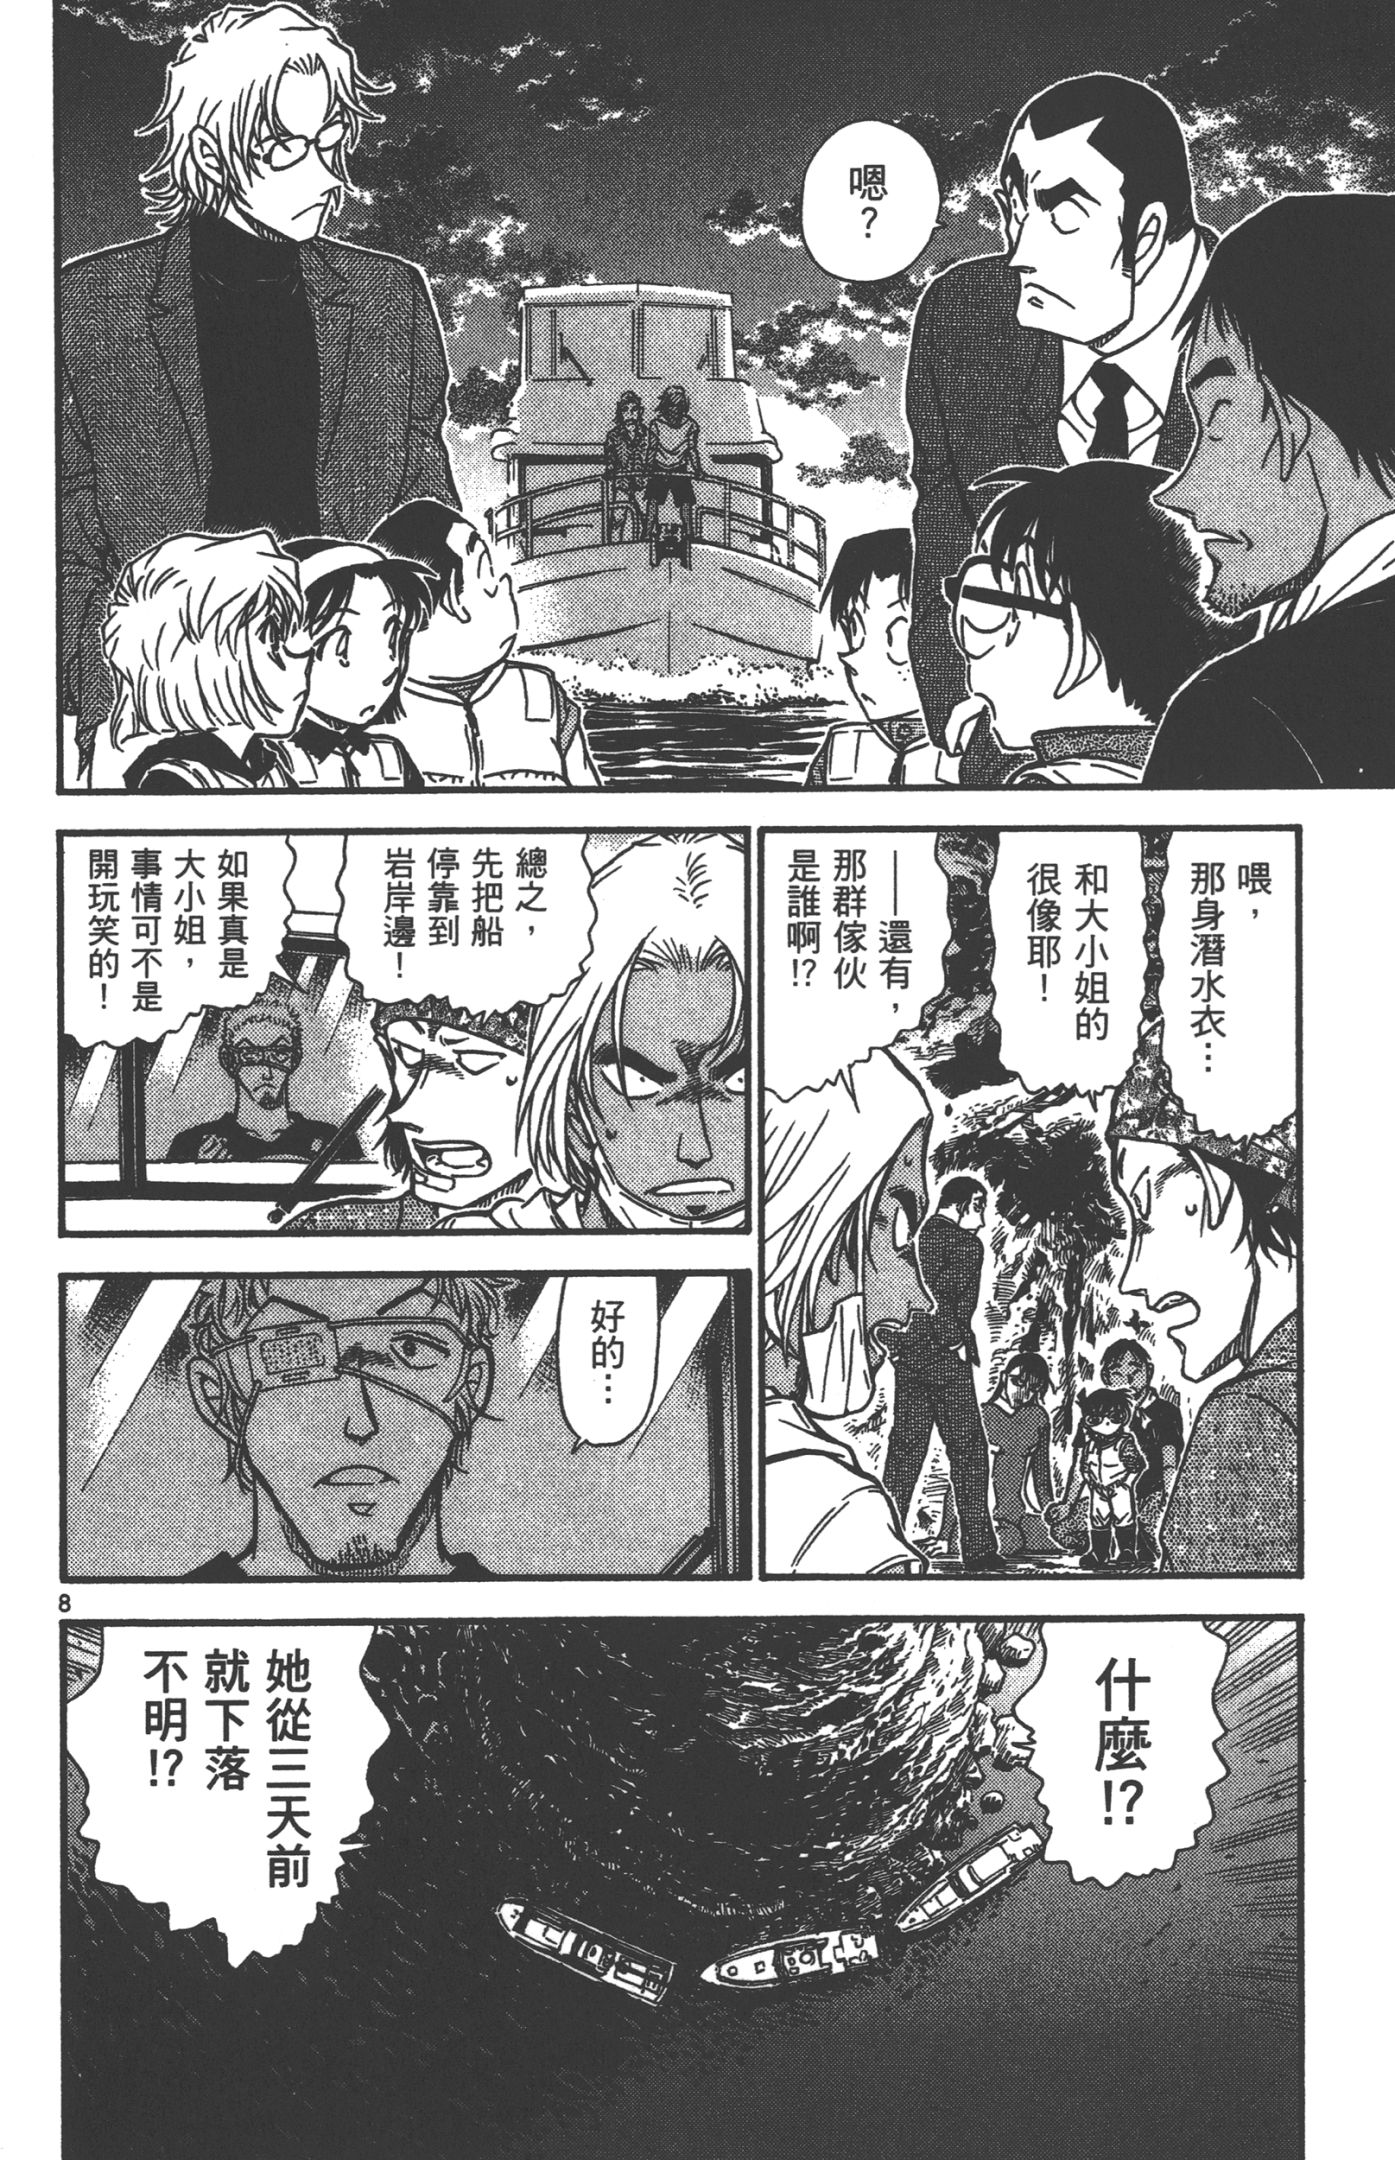 嗯？
喂，
那身潛水衣…
和大小姐的
很像耶！
——還有，
那群傢伙
是誰啊!?
總之，
先把船
停靠到
岩岸邊！
如果真是
大小姐，
事情可不是
開玩笑的！
好的…
8
什麼!?
她從三天前
就下落
不明!?